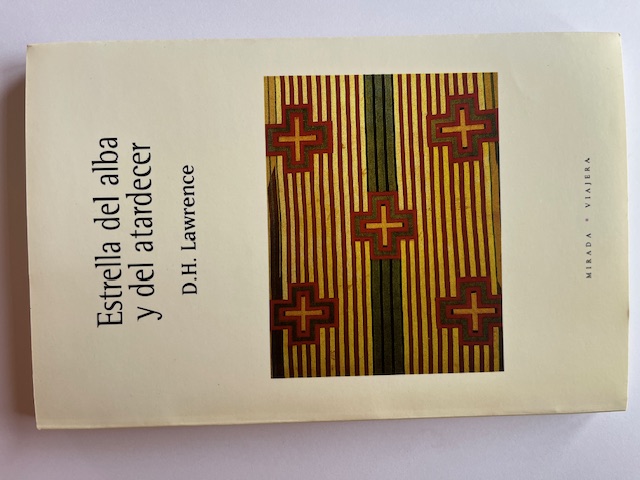 Estrella del alba
y del atardecer
D.H. Lawrence
MIRADA * VIAJERA